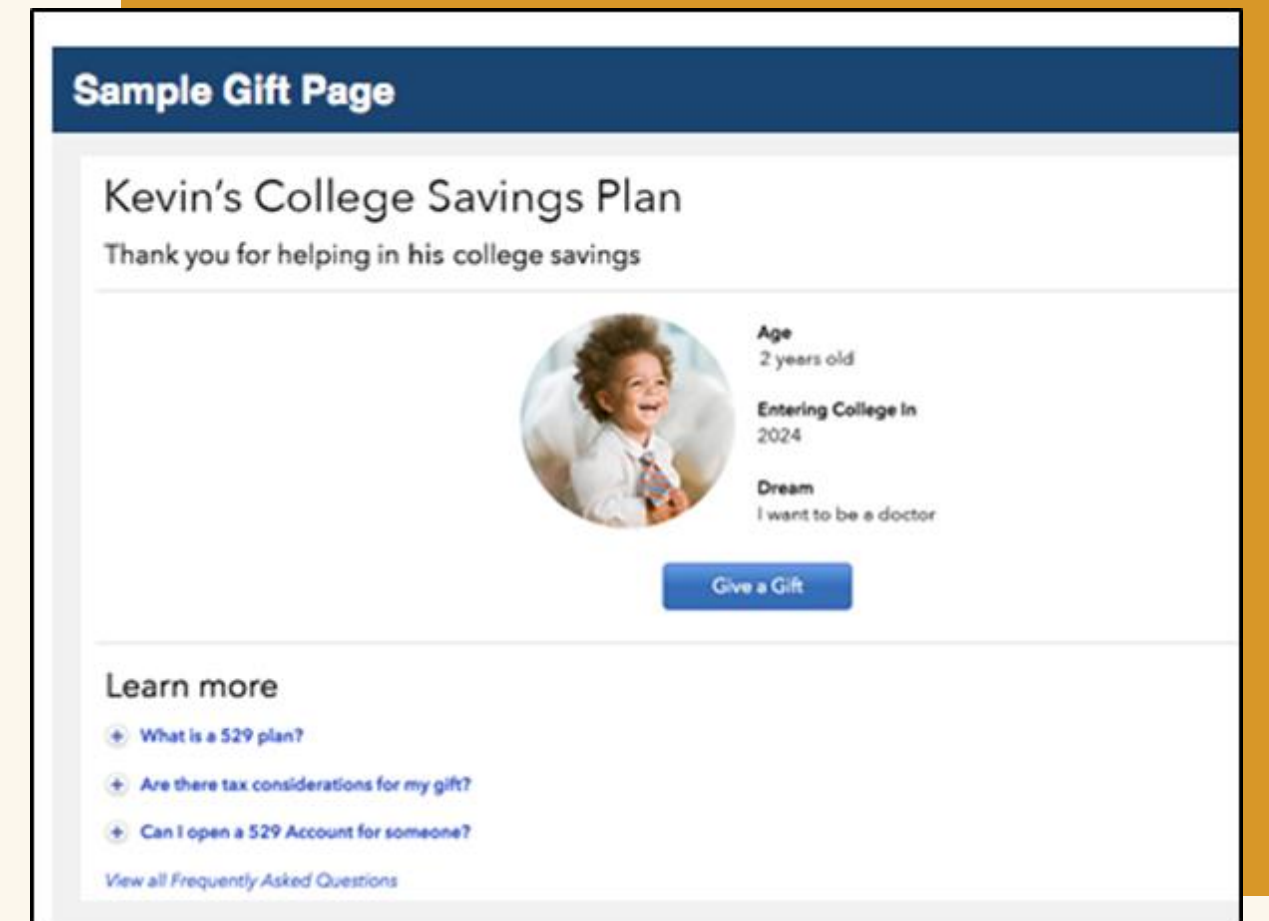 Sample Gift Page
Kevin's College Savings Plan
Thank you for helping in his college savings
Age
2 years old
Entering College In
2024
Dream
I want to be a doctor
Give a Gift
Learn more
+ What is a 529 plan?
+ Are there tax considerations for my gift?
+ Can I open a 529 Account for someone?
View all Frequently Asked Questions